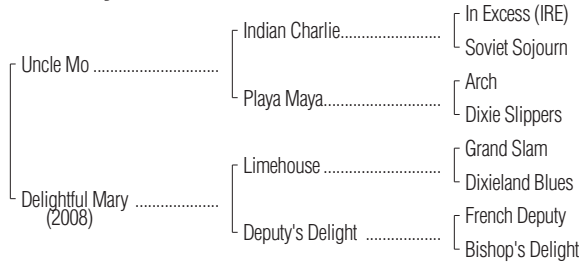 In Excess (IRE)
Indian Charlie....................
Soviet Sojourn
Uncle Mo ..........................
Arch
Playa Maya.......................
Dixie Slippers
Grand Slam
Limehouse .......................
Dixieland Blues
Delightful Mary .................
(2008)
French Deputy
Deputy's Delight ...............
Bishop's Delight